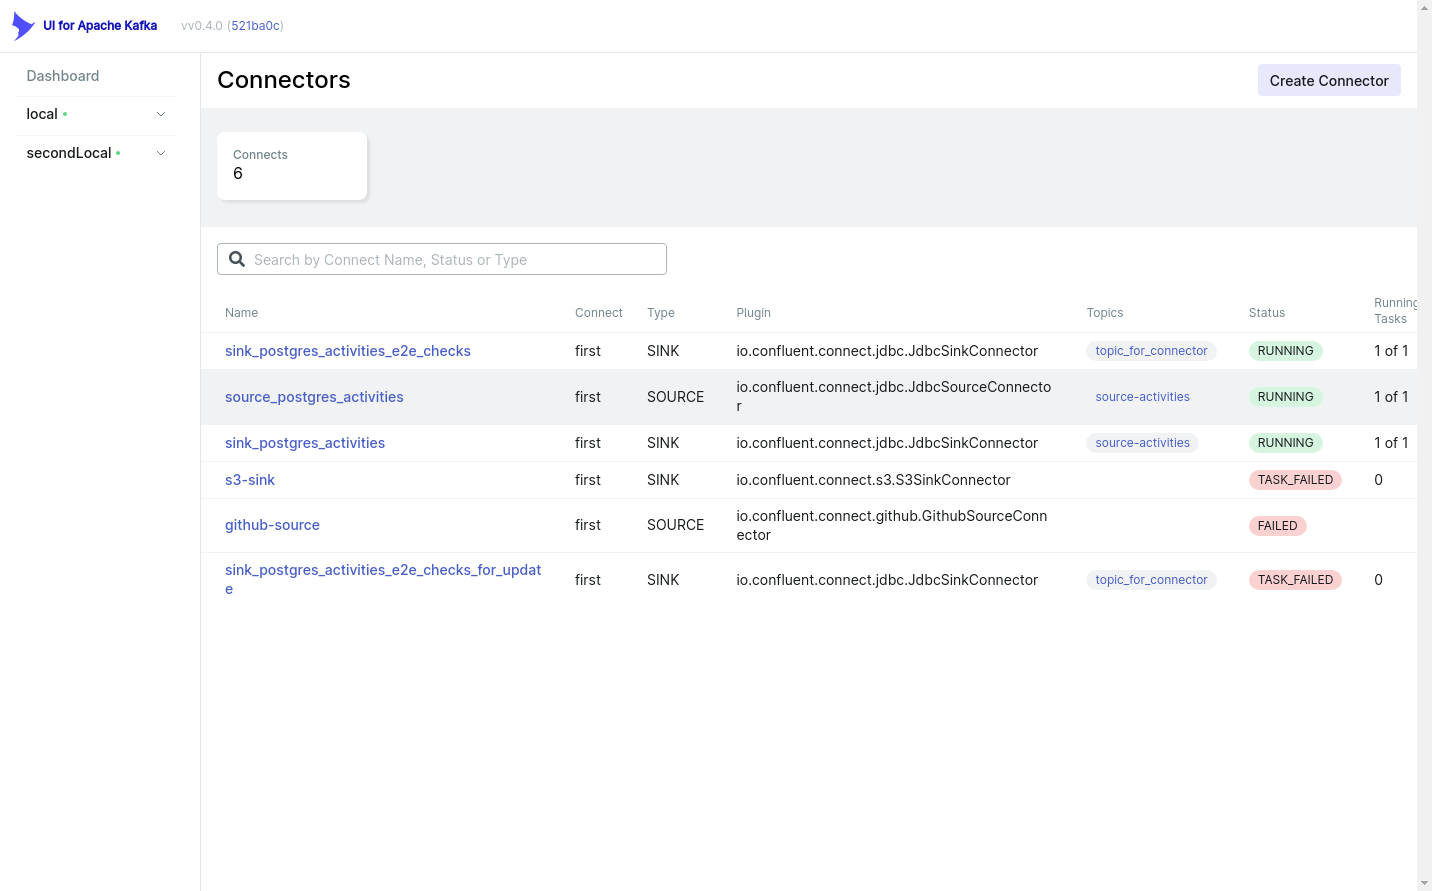 UI for Apache Kafka
vv0.4.0 (521ba0c)
Dashboard
local
secondLocal
Connectors
Create Connector
Connects
6
Search by Connect Name, Status or Type
Name Connect Type Plugin Topics Status Running
Tasks
sink_postgres_activities_e2e_checks first SINK io.confluent.connect.jdbc.JdbcSinkConnector topic_for_connector RUNNING 1 of 1
source_postgres_activities first SOURCE io.confluent.connect.jdbc.JdbcSourceConnecto
r source-activities RUNNING 1 of 1
sink_postgres_activities first SINK io.confluent.connect.jdbc.JdbcSinkConnector source-activities RUNNING 1 of 1
s3-sink first SINK io.confluent.connect.s3.S3SinkConnector TASK_FAILED 0
github-source first SOURCE io.confluent.connect.github.GithubSourceConn
ector FAILED
sink_postgres_activities_e2e_checks_for_updat
e first SINK io.confluent.connect.jdbc.JdbcSinkConnector topic_for_connector TASK_FAILED 0